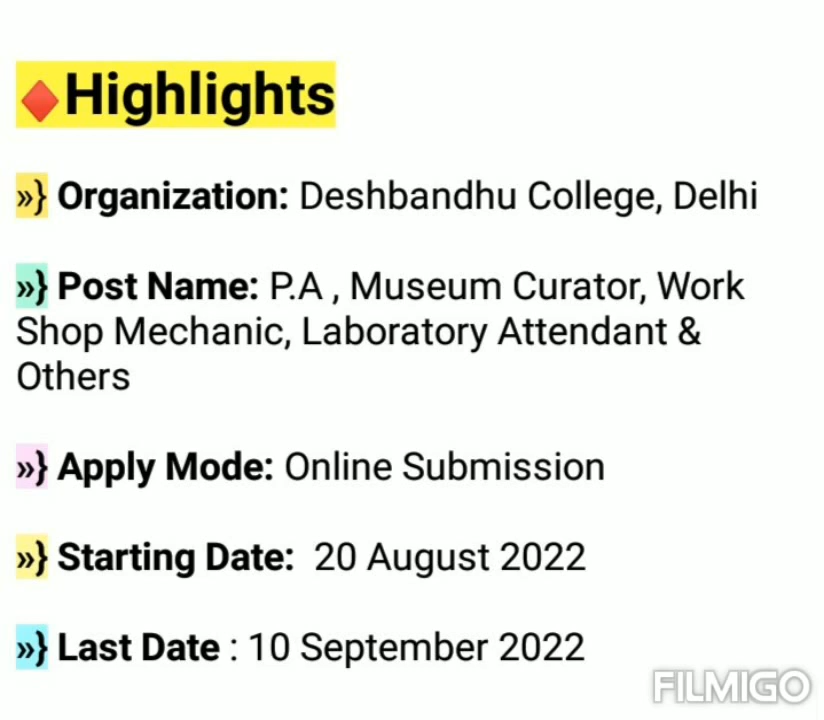 ♦Highlights
»} Organization: Deshbandhu College, Delhi
»} Post Name: P.A , Museum Curator, Work
Shop Mechanic, Laboratory Attendant &
Others
»} Apply Mode: Online Submission
»} Starting Date:  20 August 2022
»} Last Date : 10 September 2022
FILMIGO